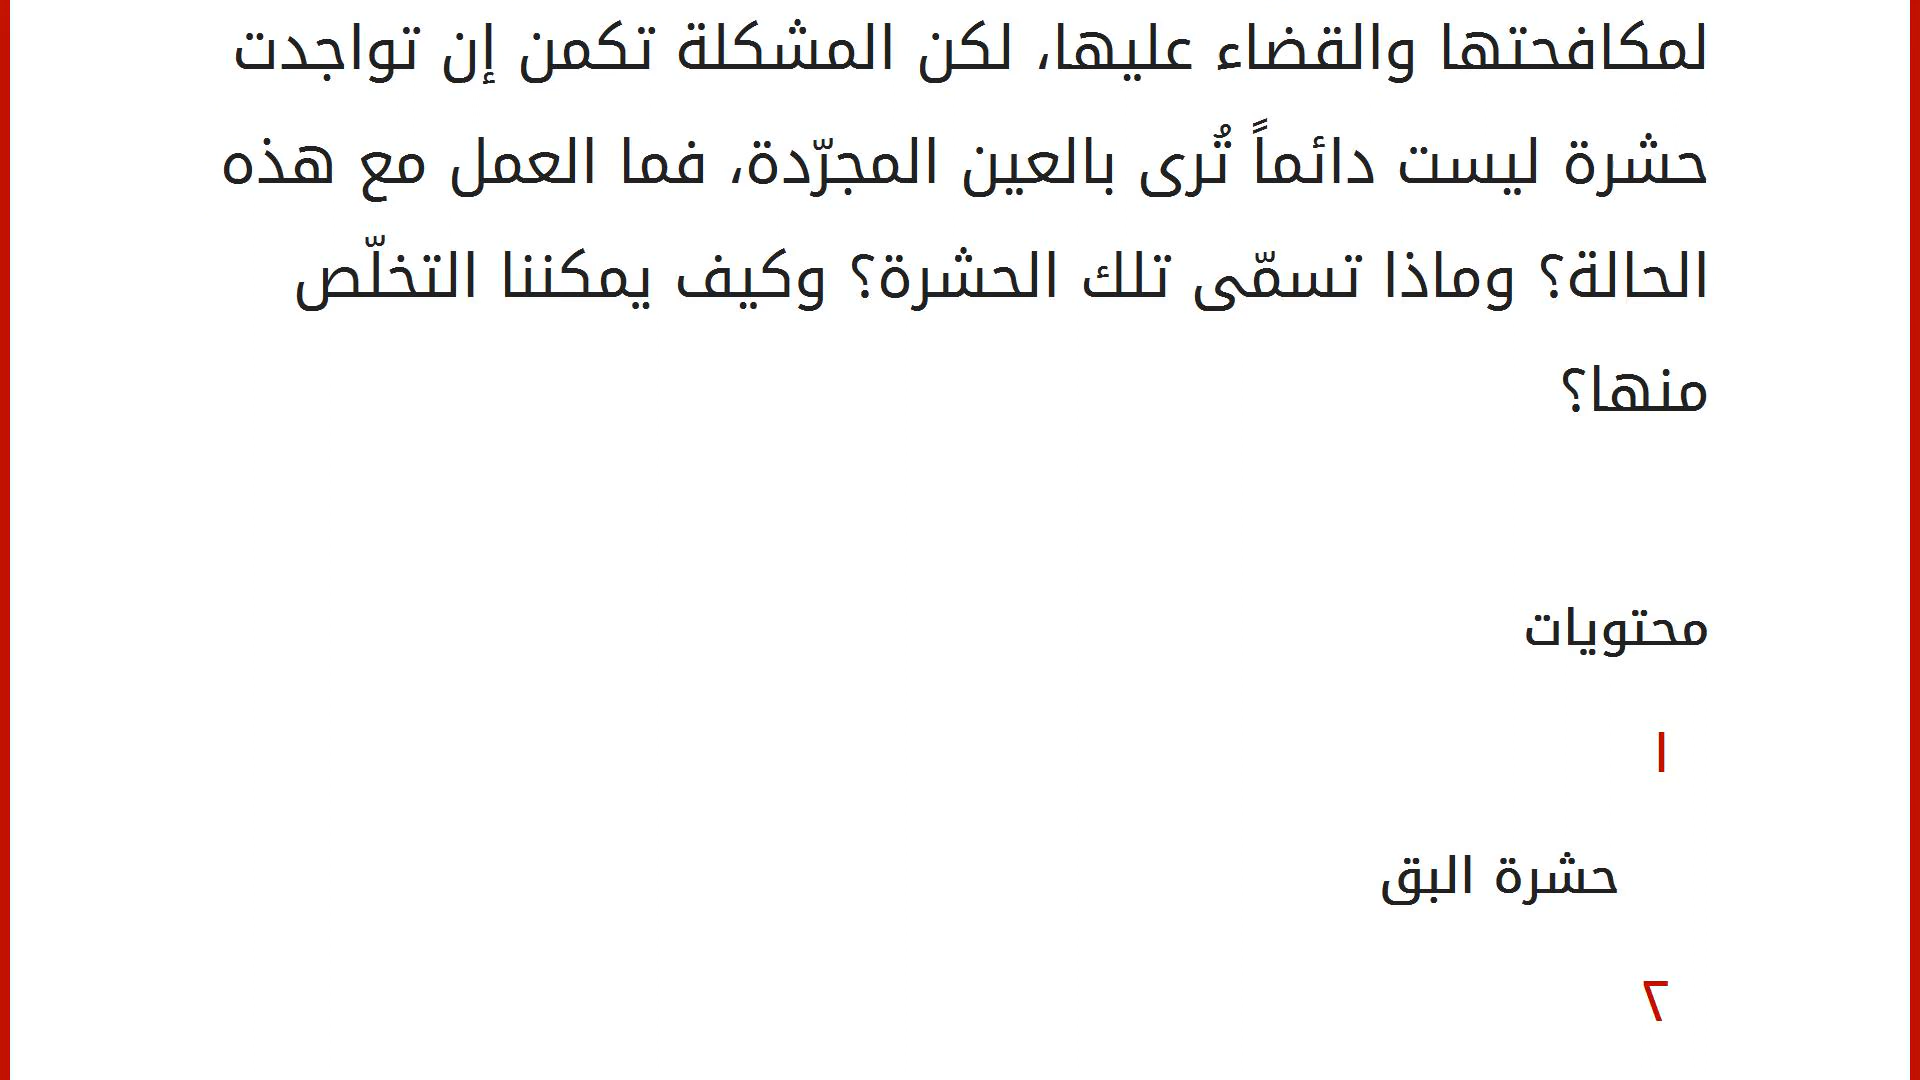 لمكافحتها والقضاء عليها، لكن المشكلة تكمن إن تواجدت
حشرة ليست دائماً تُرى بالعين المجرّدة، فما العمل مع هذه
الحالة؟ وماذا تسمّى تلك الحشرة؟ وكيف يمكننا التخلّص
منها؟
محتويات
١
حشرة البق
٢